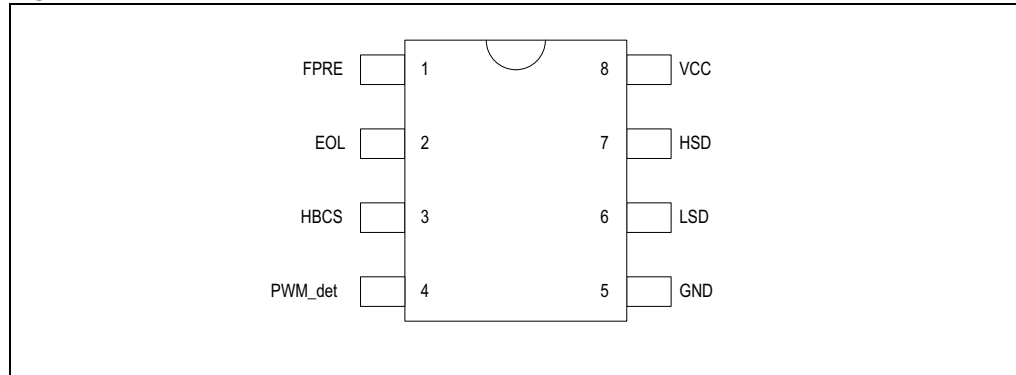 FPRE 1 8 VCC
EOL 2 7 HSD
HBCS 3 6 LSD
PWM_det 4 5 GND